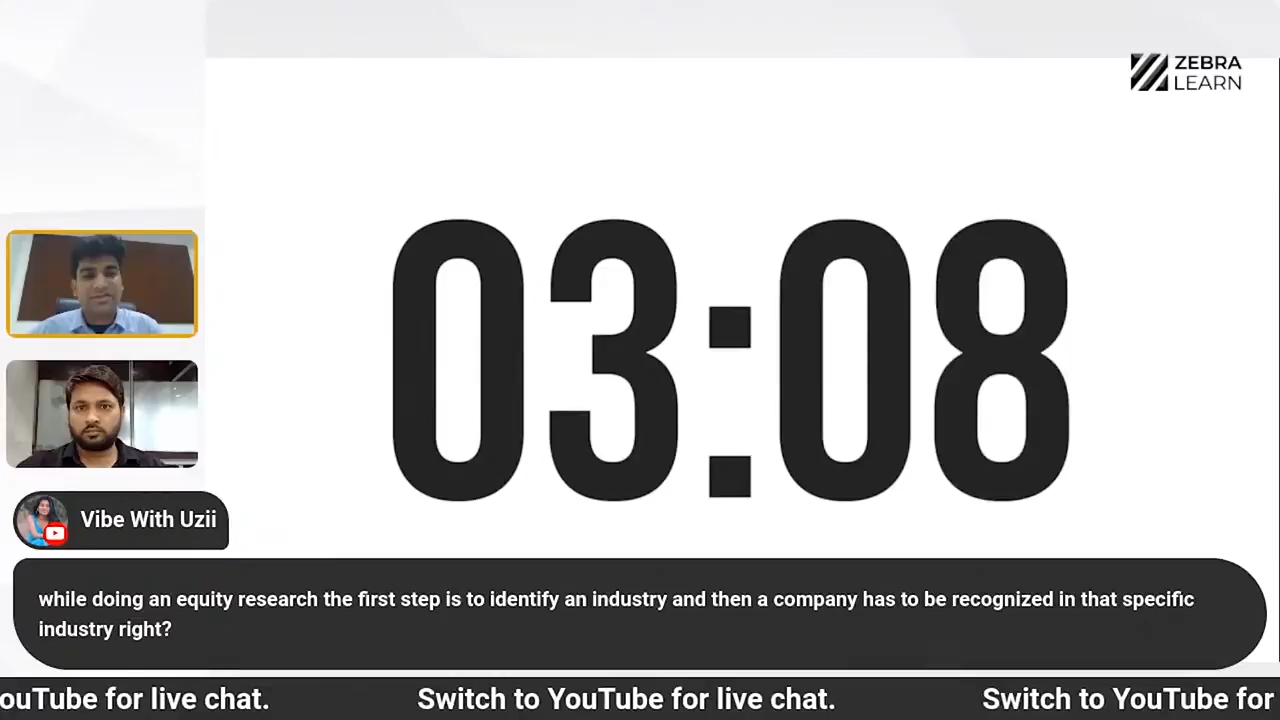 ZEBRA
LEARN
03:08
Vibe With Uzii
while doing an equity research the first step is to identify an industry and then a company has to be recognized in that specific
industry right?
ouTube for live chat. Switch to YouTube for live chat. Switch to YouTube for